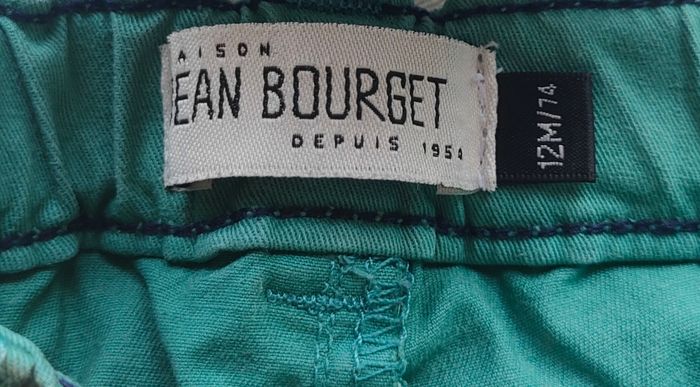 AISON
EAN BOURGET
DEPUIS 1954
12M/74